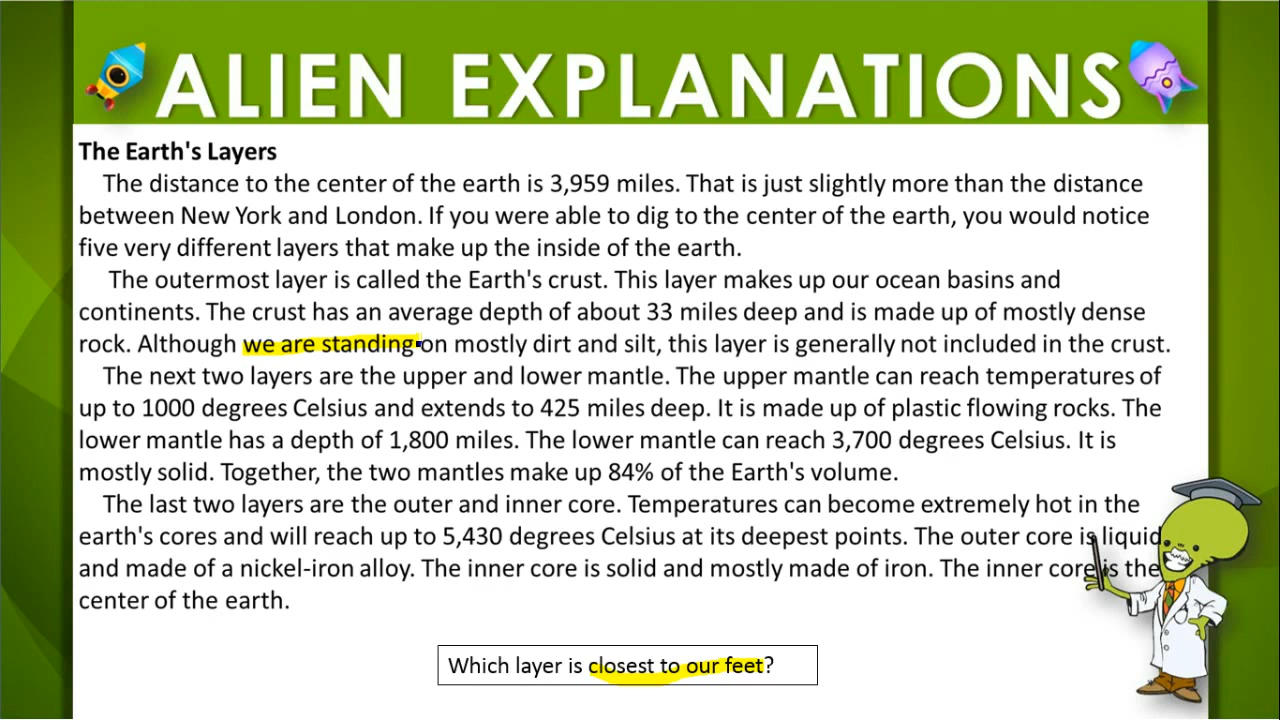 ALIEN EXPLANATIONS
The Earth's Layers
The distance to the center of the earth is 3,959 miles. That is just slightly more than the distance
between New York and London. If you were able to dig to the center of the earth, you would notice
five very different layers that make up the inside of the earth.
The outermost layer is called the Earth's crust. This layer makes up our ocean basins and
continents. The crust has an average depth of about 33 miles deep and is made up of mostly dense
rock. Although we are standing on mostly dirt and silt, this layer is generally not included in the crust.
The next two layers are the upper and lower mantle. The upper mantle can reach temperatures of
up to 1000 degrees Celsius and extends to 425 miles deep. It is made up of plastic flowing rocks. The
lower mantle has a depth of 1,800 miles. The lower mantle can reach 3,700 degrees Celsius. It is
mostly solid. Together, the two mantles make up 84% of the Earth's volume.
The last two layers are the outer and inner core. Temperatures can become extremely hot in the
earth's cores and will reach up to 5,430 degrees Celsius at its deepest points. The outer core is liquid
and made of a nickel-iron alloy. The inner core is solid and mostly made of iron. The inner core is the
center of the earth.
Which layer is closest to our feet?